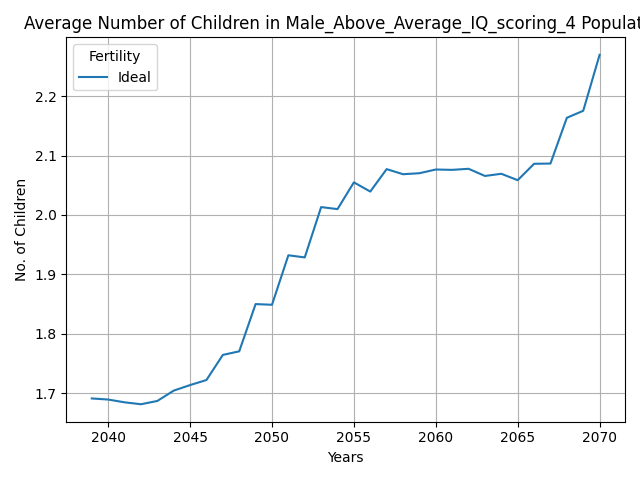 Average Number of Children in Male_Above_Average_IQ_scoring_4 Populat
Fertility
Ideal
No. of Children
2.2
2.1
2.0
1.9
1.8
1.7
2040 2045 2050 2055 2060 2065 2070
Years